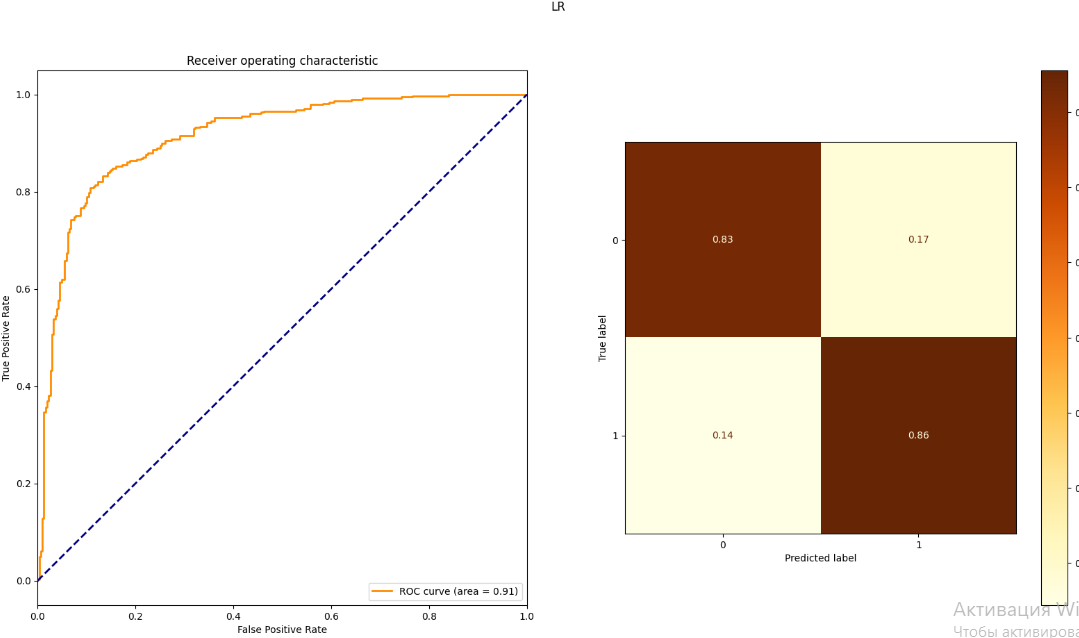 LR
Receiver operating characteristic
1.0
0.8
0.6
0.4
0.2
0.0
True Positive Rate
0.0 0.2 0.4 0.6 0.8 1.0
False Positive Rate
ROC curve (area = 0.91)
True label
0
1
0.83 0.17
0.14 0.86
0 1
Predicted label
Активация
Чтобы